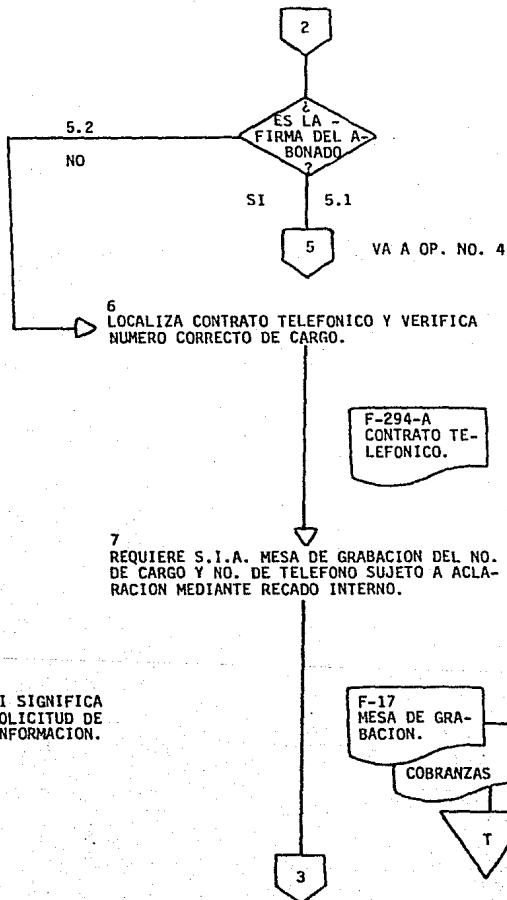 2
¿
ES LA -
FIRMA DEL A-
BONADO
?
5.2
NO
SI 5.1
5
VA A OP. NO. 4
6
LOCALIZA CONTRATO TELEFONICO Y VERIFICA
NUMERO CORRECTO DE CARGO.
F-294-A
CONTRATO TE-
LEFONICO.
7
REQUIERE S.I.A. MESA DE GRABACION DEL NO.
DE CARGO Y NO. DE TELEFONO SUJETO A ACLA-
RACION MEDIANTE RECADO INTERNO.
I SIGNIFICA
OLICITUD DE
NFORMACION.
F-17
MESA DE GRA-
BACION.
COBRANZAS
T
3